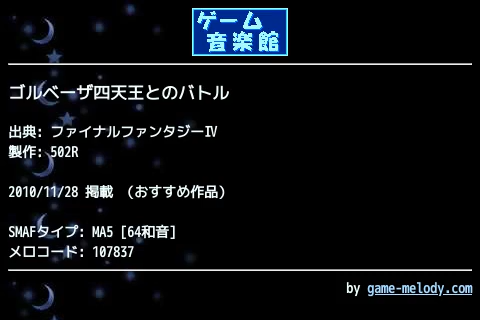 ゲーム
音楽館
ゴルベーザ四天王とのバトル
出典: ファイナルファンタジーⅣ
製作: 502R
2010/11/28 掲載 (おすすめ作品)
SMAFタイプ: MA5 [64和音]
メロコード: 107837
by game-melody.com